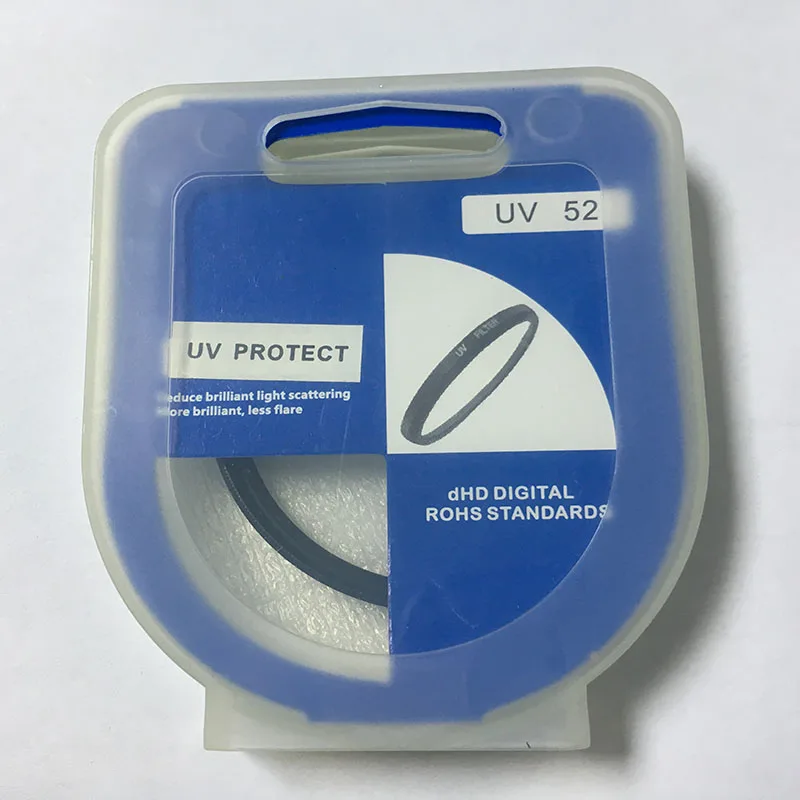 UV 52
UV FILTER
UV PROTECT
educe brilliant light scattering
ore brilliant, less flare
dHD DIGITAL
ROHS STANDARDS